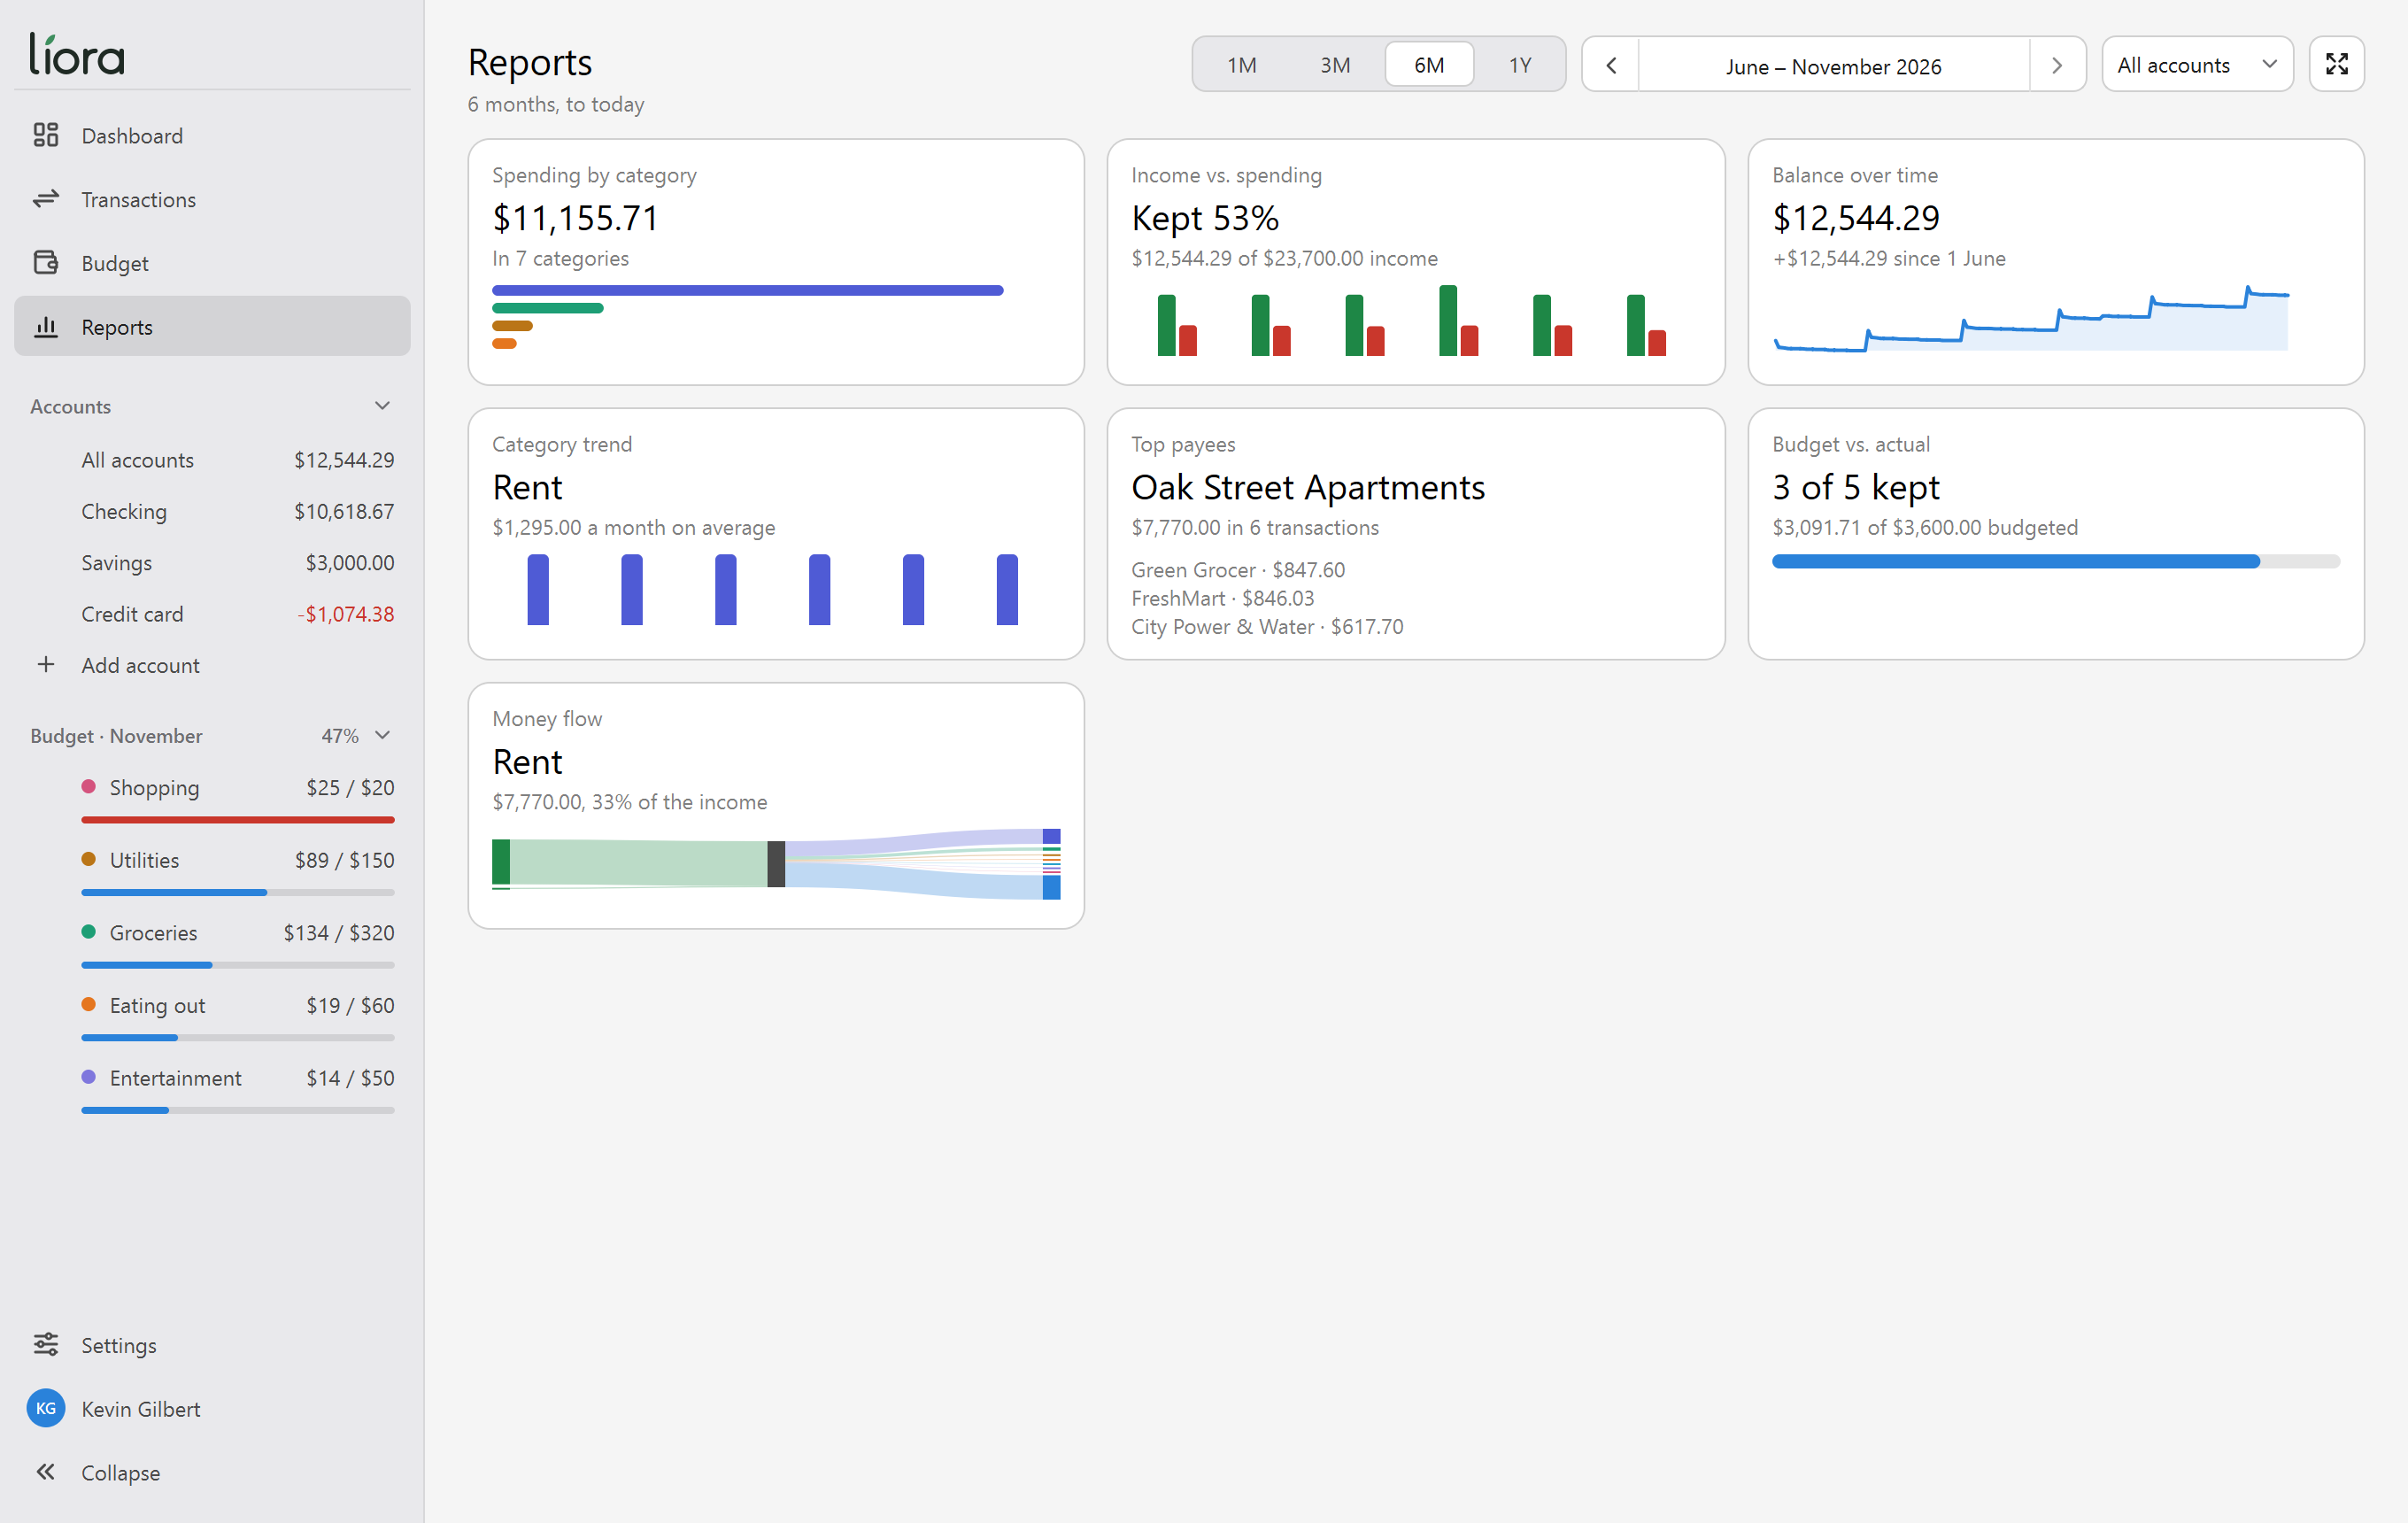 liora
Dashboard
Transactions
Budget
Reports
Accounts
All accounts $12,544.29
Checking $10,618.67
Savings $3,000.00
Credit card -$1,074.38
Add account
Budget · November 47%
Shopping $25 / $20
Utilities $89 / $150
Groceries $134 / $320
Eating out $19 / $60
Entertainment $14 / $50
Settings
KG Kevin Gilbert
Collapse
Reports
6 months, to today
1M 3M 6M 1Y
June – November 2026
All accounts
Spending by category
$11,155.71
In 7 categories
Income vs. spending
Kept 53%
$12,544.29 of $23,700.00 income
Balance over time
$12,544.29
+$12,544.29 since 1 June
Category trend
Rent
$1,295.00 a month on average
Top payees
Oak Street Apartments
$7,770.00 in 6 transactions
Green Grocer · $847.60
FreshMart · $846.03
City Power & Water · $617.70
Budget vs. actual
3 of 5 kept
$3,091.71 of $3,600.00 budgeted
Money flow
Rent
$7,770.00, 33% of the income